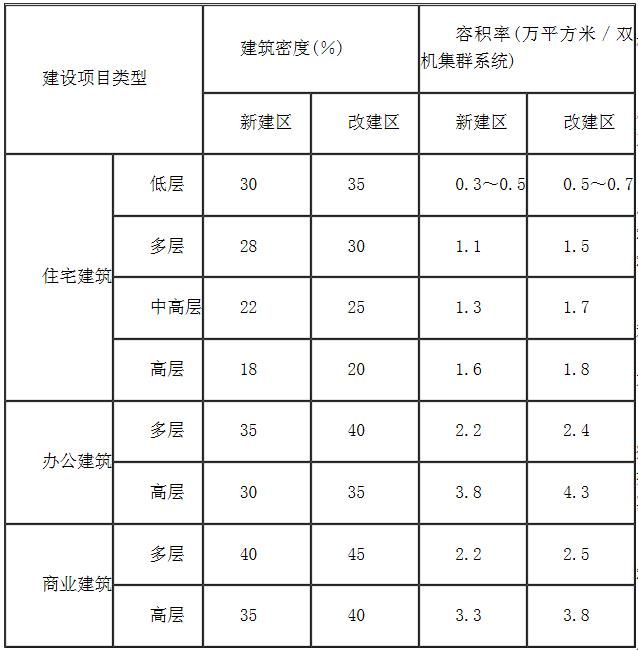 建设项目类型 建筑密度(%) 容积率(万平方米/双机集群系统)
新建区 改建区 新建区 改建区
住宅建筑 低层 30 35 0.3～0.5 0.5～0.7
多层 28 30 1.1 1.5
中高层 22 25 1.3 1.7
高层 18 20 1.6 1.8
办公建筑 多层 35 40 2.2 2.4
高层 30 35 3.8 4.3
商业建筑 多层 40 45 2.2 2.5
高层 35 40 3.3 3.8